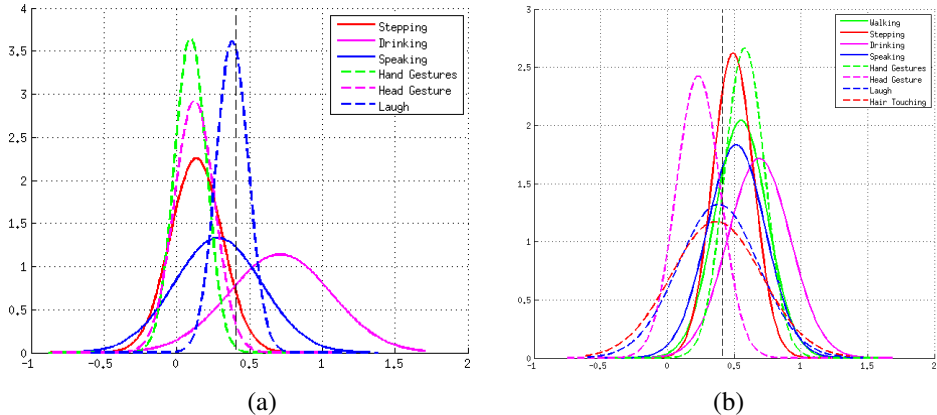 4
3.5
3
2.5
2
1.5
1
0.5
0
-1
-0.5
0
0.5
1
1.5
2
Stepping
Drinking
Speaking
Hand Gestures
Head Gesture
Laugh
(a)
3
2.5
2
1.5
1
0.5
0
-1
-0.5
0
0.5
1
1.5
2
Walking
Stepping
Drinking
Speaking
Hand Gestures
Head Gesture
Laugh
Hair Touching
(b)